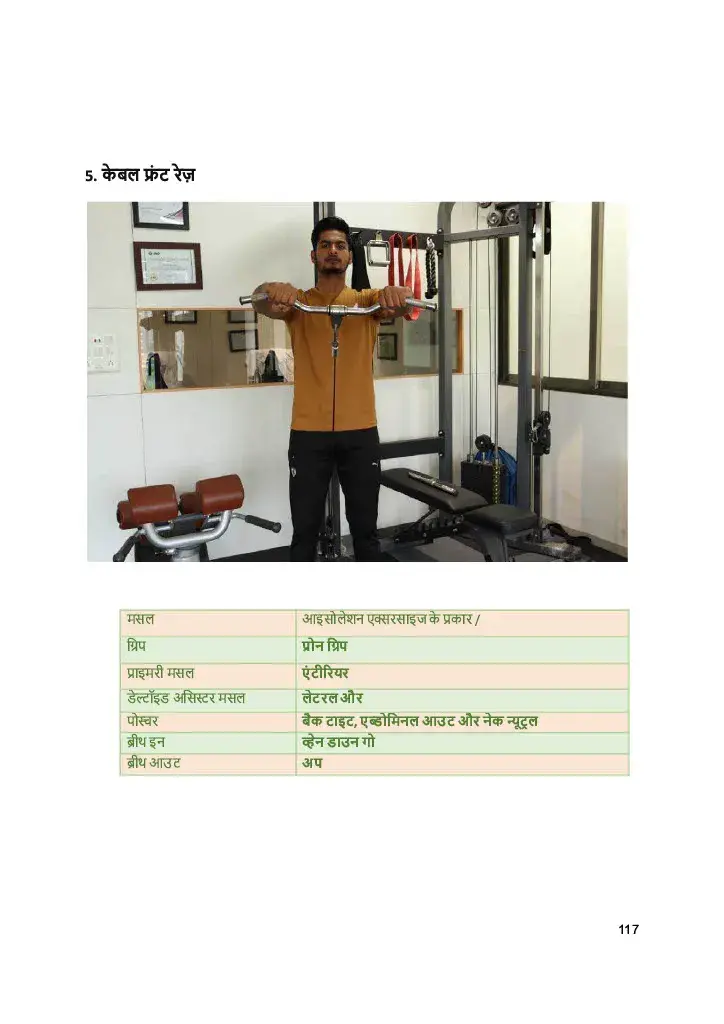 5. केबल फ्रंट रेज़
मसल आइसोलेशन एक्सरसाइज के प्रकार /
ग्रिप प्रोन ग्रिप
प्राइमरी मसल एंटीरियर
डेल्टॉइड असिस्टर मसल लेटरल और
पोस्चर बैक टाइट, एब्डोमिनल आउट और नेक न्यूट्रल
ब्रीथ इन व्हेन डाउन गो
ब्रीथ आउट अप
117